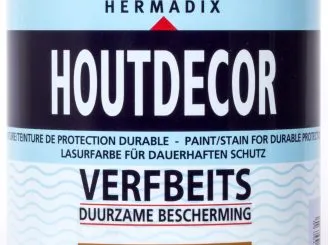 HERMADIX
HOUTDECOR
TEINTURE DE PROTECTION DURABLE - PAINT/STAIN FOR DURABLE PROTECTION
LASURFARBE FÜR DAUERHAFTEN SCHUTZ
VERFBEITS
DUURZAME BESCHERMING